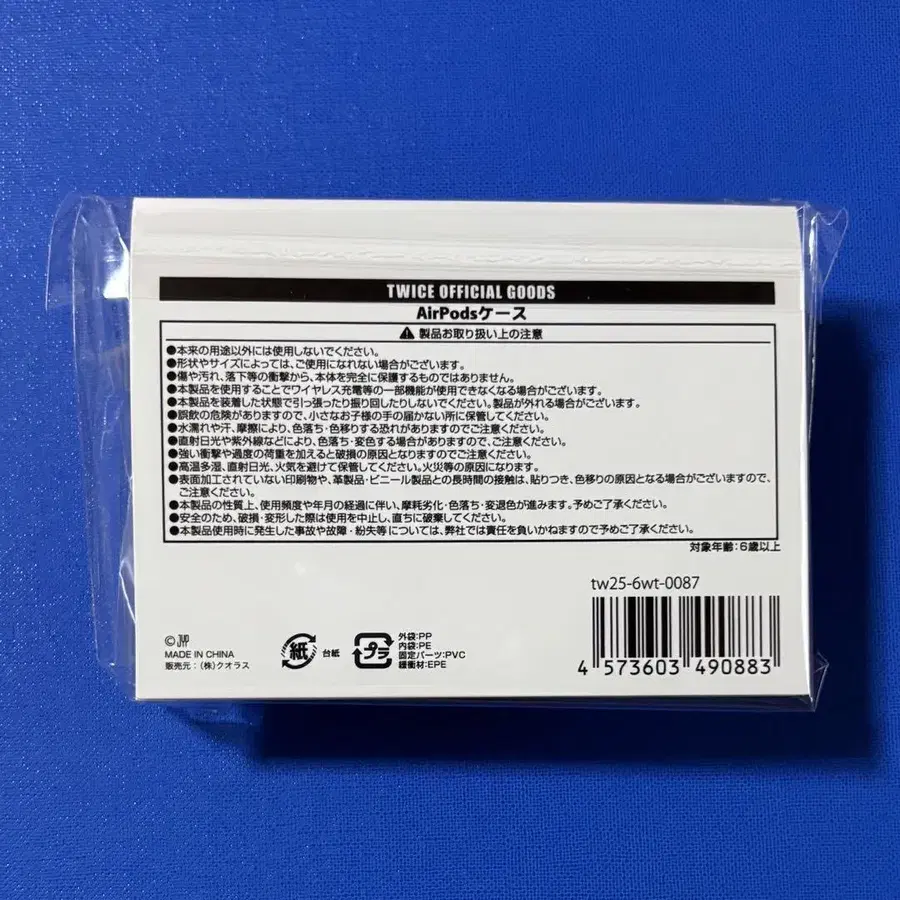 TWICE OFFICIAL GOODS
AirPodsケース
製品お取り扱い上の注意
●本来の用途以外には使用しないでください。
●形状やサイズによっては、ご使用になれない場合がございます。
●傷や汚れ、落下等の衝撃から、本体を完全に保護するものではありません。
●本製品を使用することでワイヤレス充電等の一部機能が使用できなくなる場合がございます。
●本製品を装着した状態で引っ張ったり振り回したりしないでください。製品が外れる場合がございます。
●誤飲の危険がありますので、小さなお子様の手の届かない所に保管してください。
●水濡れや汗、摩擦により、色落ち・色移りする恐れがありますのでご注意ください。
●直射日光や紫外線などにより、色落ち・変色する場合がありますので、ご注意ください。
●強い衝撃や過度の荷重を加えると破損の原因となりますのでご注意ください。
●高温多湿、直射日光、火気を避けて保管してください。火災等の原因になります。
●表面加工されていない印刷物や、革製品・ビニール製品との長時間の接触は、貼りつき、色移りの原因となる場合がございますので、
ご注意ください。
●本製品の性質上、使用頻度や年月の経過に伴い、摩耗劣化・色落ち・変退色が進みます。予めご了承ください。
●安全のため、破損・変形した際は使用を中止し、直ちに破棄してください。
●本製品使用時に発生した事故や故障・紛失等については、弊社では責任を負いかねますので予めご了承ください。
対象年齢:6歳以上
tw25-6wt-0087
4 573603 490883
© JYP
MADE IN CHINA
販売元:(株)クオラス
紙 台紙
プラ
外袋:PP
内袋:PE
固定パーツ:PVC
緩衝材:EPE